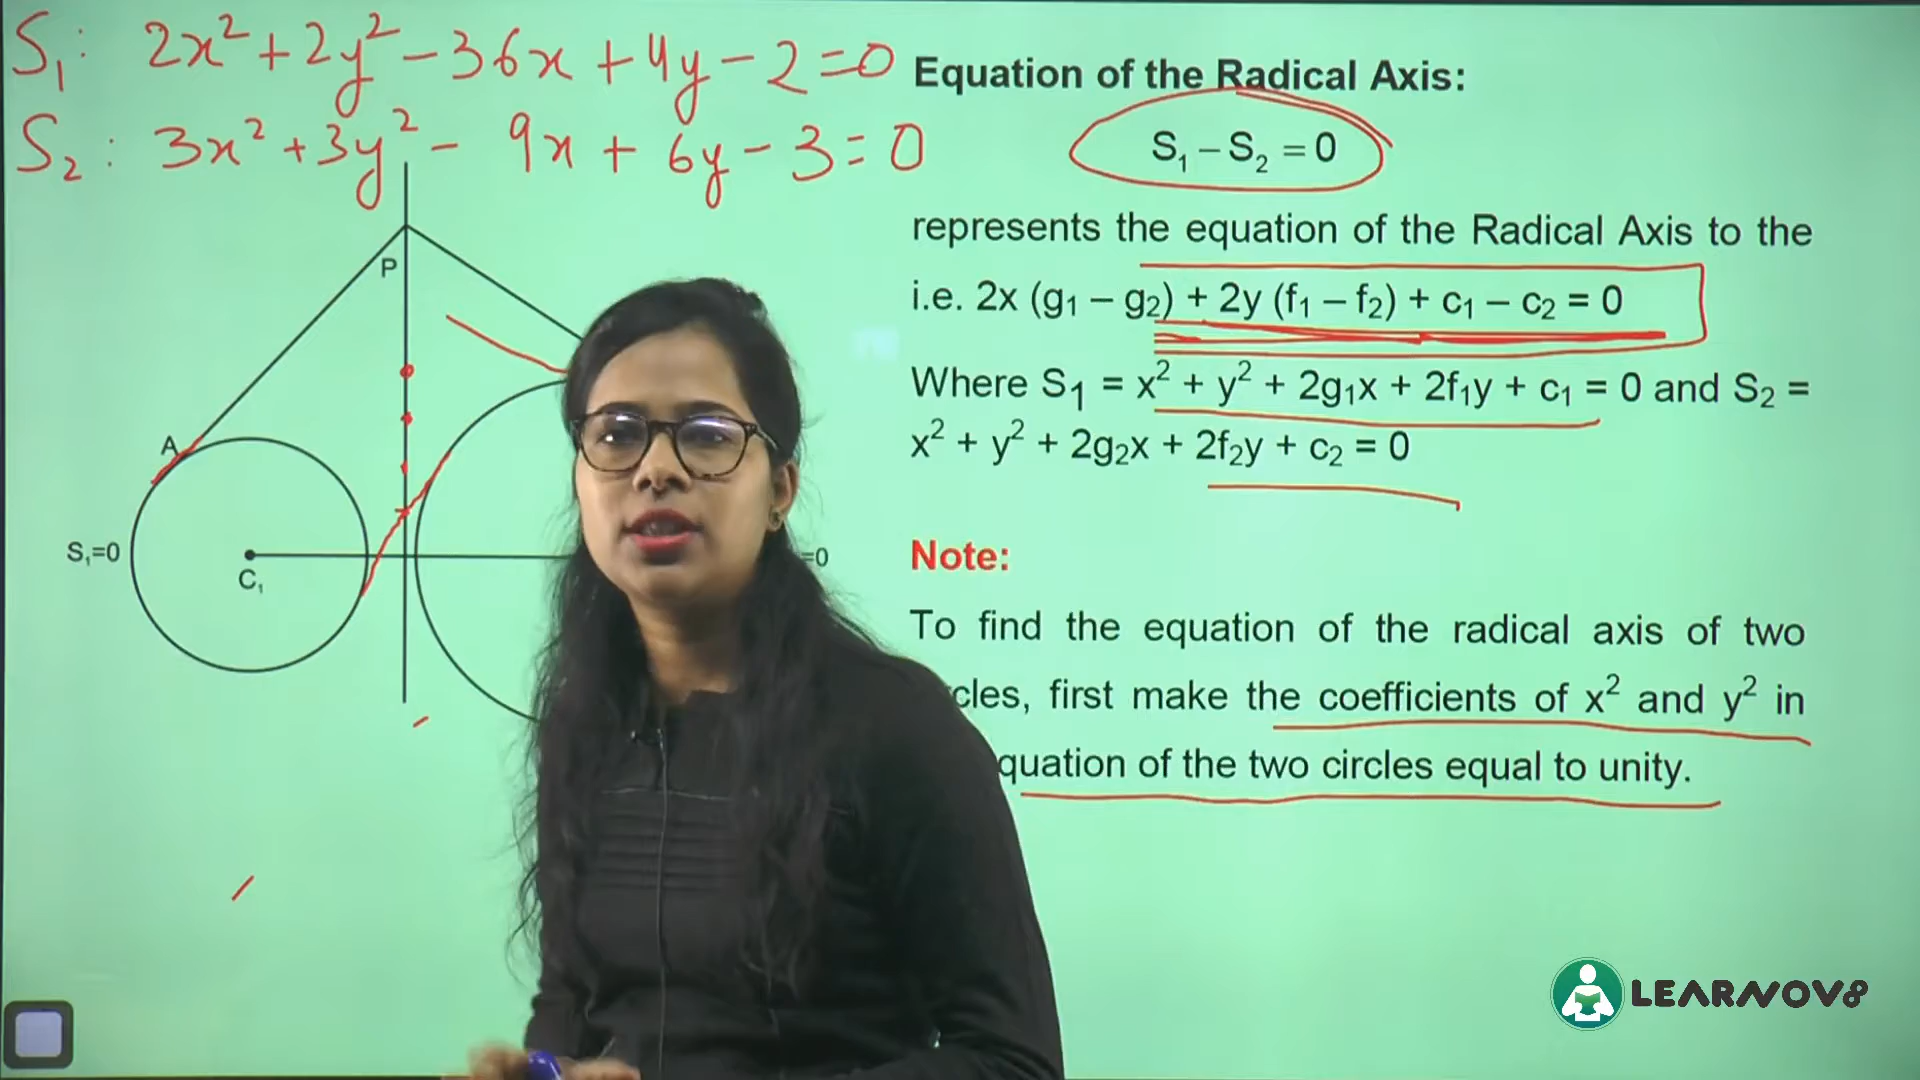 S₁: 2x² + 2y² - 36x + 4y - 2 = 0
S₂: 3x² + 3y² - 9x + 6y - 3 = 0
P
A
S₁=0
C₁
=0
Equation of the Radical Axis:
S₁ – S₂ = 0
represents the equation of the Radical Axis to the
i.e. 2x (g₁ – g₂) + 2y (f₁ – f₂) + c₁ – c₂ = 0
Where S₁ = x² + y² + 2g₁x + 2f₁y + c₁ = 0 and S₂ =
x² + y² + 2g₂x + 2f₂y + c₂ = 0
Note:
To find the equation of the radical axis of two
cles, first make the coefficients of x² and y² in
quation of the two circles equal to unity.
LEARNOV8